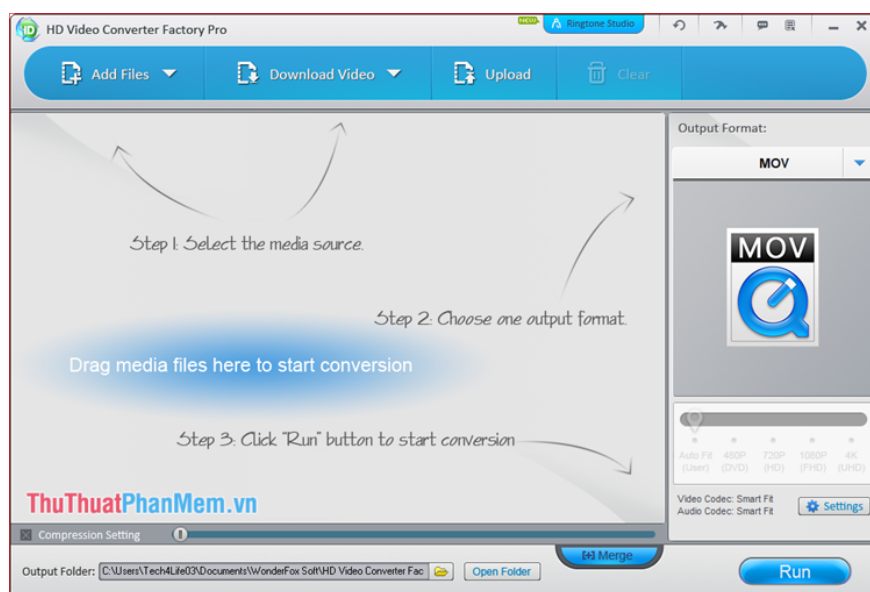 HD Video Converter Factory Pro
NEW
Ringtone Studio
Add Files
Download Video
Upload
Clear
Output Format:
MOV
MOV
Step 1: Select the media source.
Step 2: Choose one output format.
Drag media files here to start conversion
Step 3: Click "Run" button to start conversion
Auto Fit 480P 720P 1080P 4K
(User) (DVD) (HD) (FHD) (UHD)
ThuThuatPhanMem.vn
Video Codec: Smart Fit
Audio Codec: Smart Fit
Settings
Compression Setting
[+] Merge
Output Folder: C:\Users\Tech4Life03\Documents\WonderFox Soft\HD Video Converter Fac
Open Folder
Run